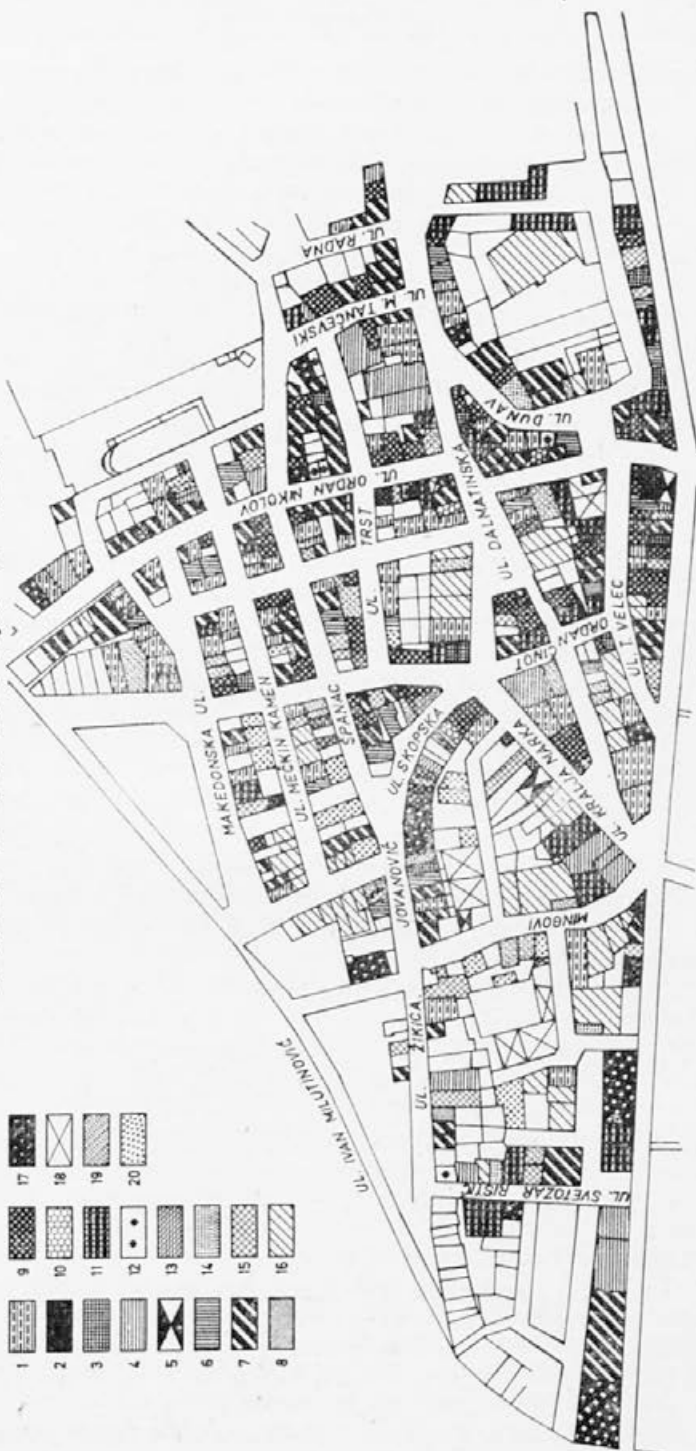 1
2
3
4
5
6
7
8
9
10
11
12
13
14
15
16
17
18
19
20
UL. IVAN MILUTINOVIĆ
MAKEDONSKA UL.
UL. MEČKIN KAMEN
ŠPANAC
JOVANOVIĆ
ŽIKICA
UL.
UL. SKOPSKA
UL. TRST
UL. ORDAN NIKOLOV
UL. M. TANČEVSKI
UL. RADNA
UL. DUNAV
UL. DALMATINSKA
ORDAN ČINOT
UL. T. VELEC
UL KRALJA MARKA
MINGOVI
UL. SVETOZAR RISTIĆ